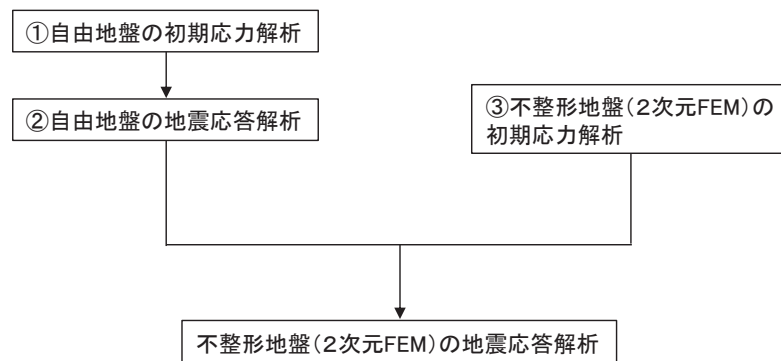 ①自由地盤の初期応力解析
②自由地盤の地震応答解析
③不整形地盤(2次元FEM)の
初期応力解析
不整形地盤(2次元FEM)の地震応答解析